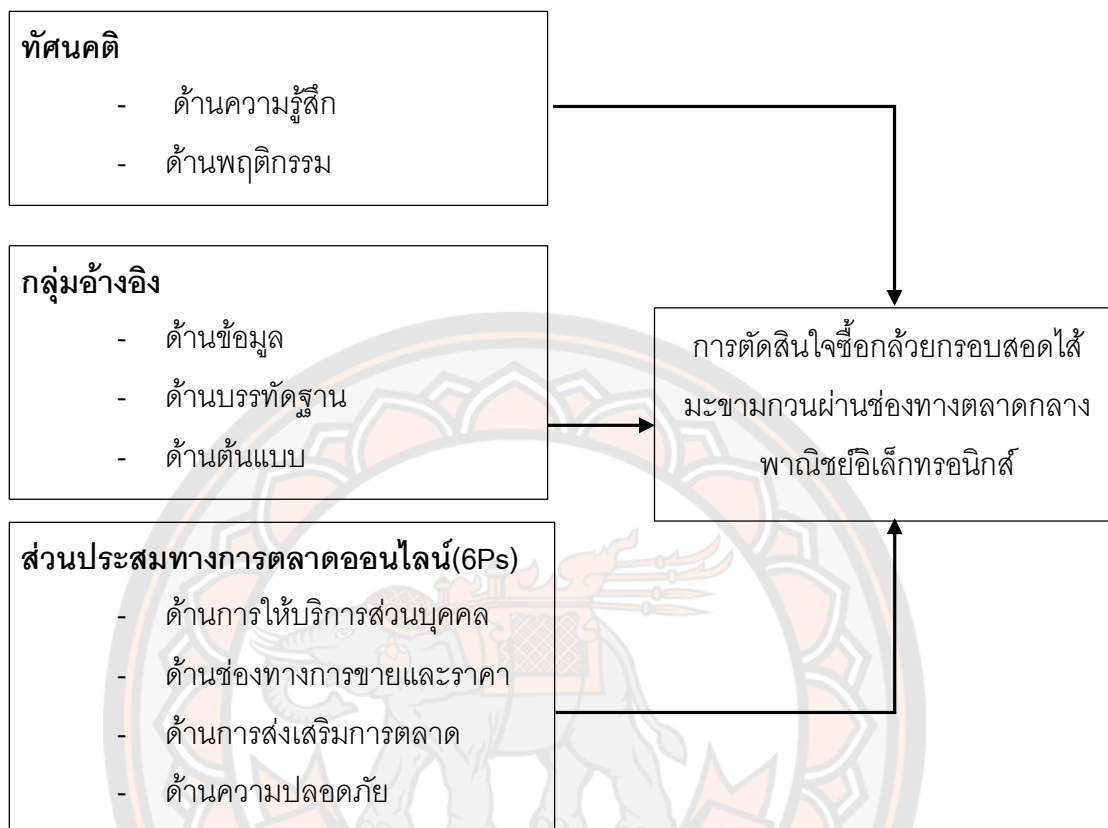 ทัศนคติ
- ด้านความรู้สึก
- ด้านพฤติกรรม
กลุ่มอ้างอิง
- ด้านข้อมูล
- ด้านบรรทัดฐาน
- ด้านต้นแบบ
ส่วนประสมทางการตลาดออนไลน์(6Ps)
- ด้านการให้บริการส่วนบุคคล
- ด้านช่องทางการขายและราคา
- ด้านการส่งเสริมการตลาด
- ด้านความปลอดภัย
การตัดสินใจซื้อกล้วยกรอบสอดไส้
มะขามกวนผ่านช่องทางตลาดกลาง
พาณิชย์อิเล็กทรอนิกส์